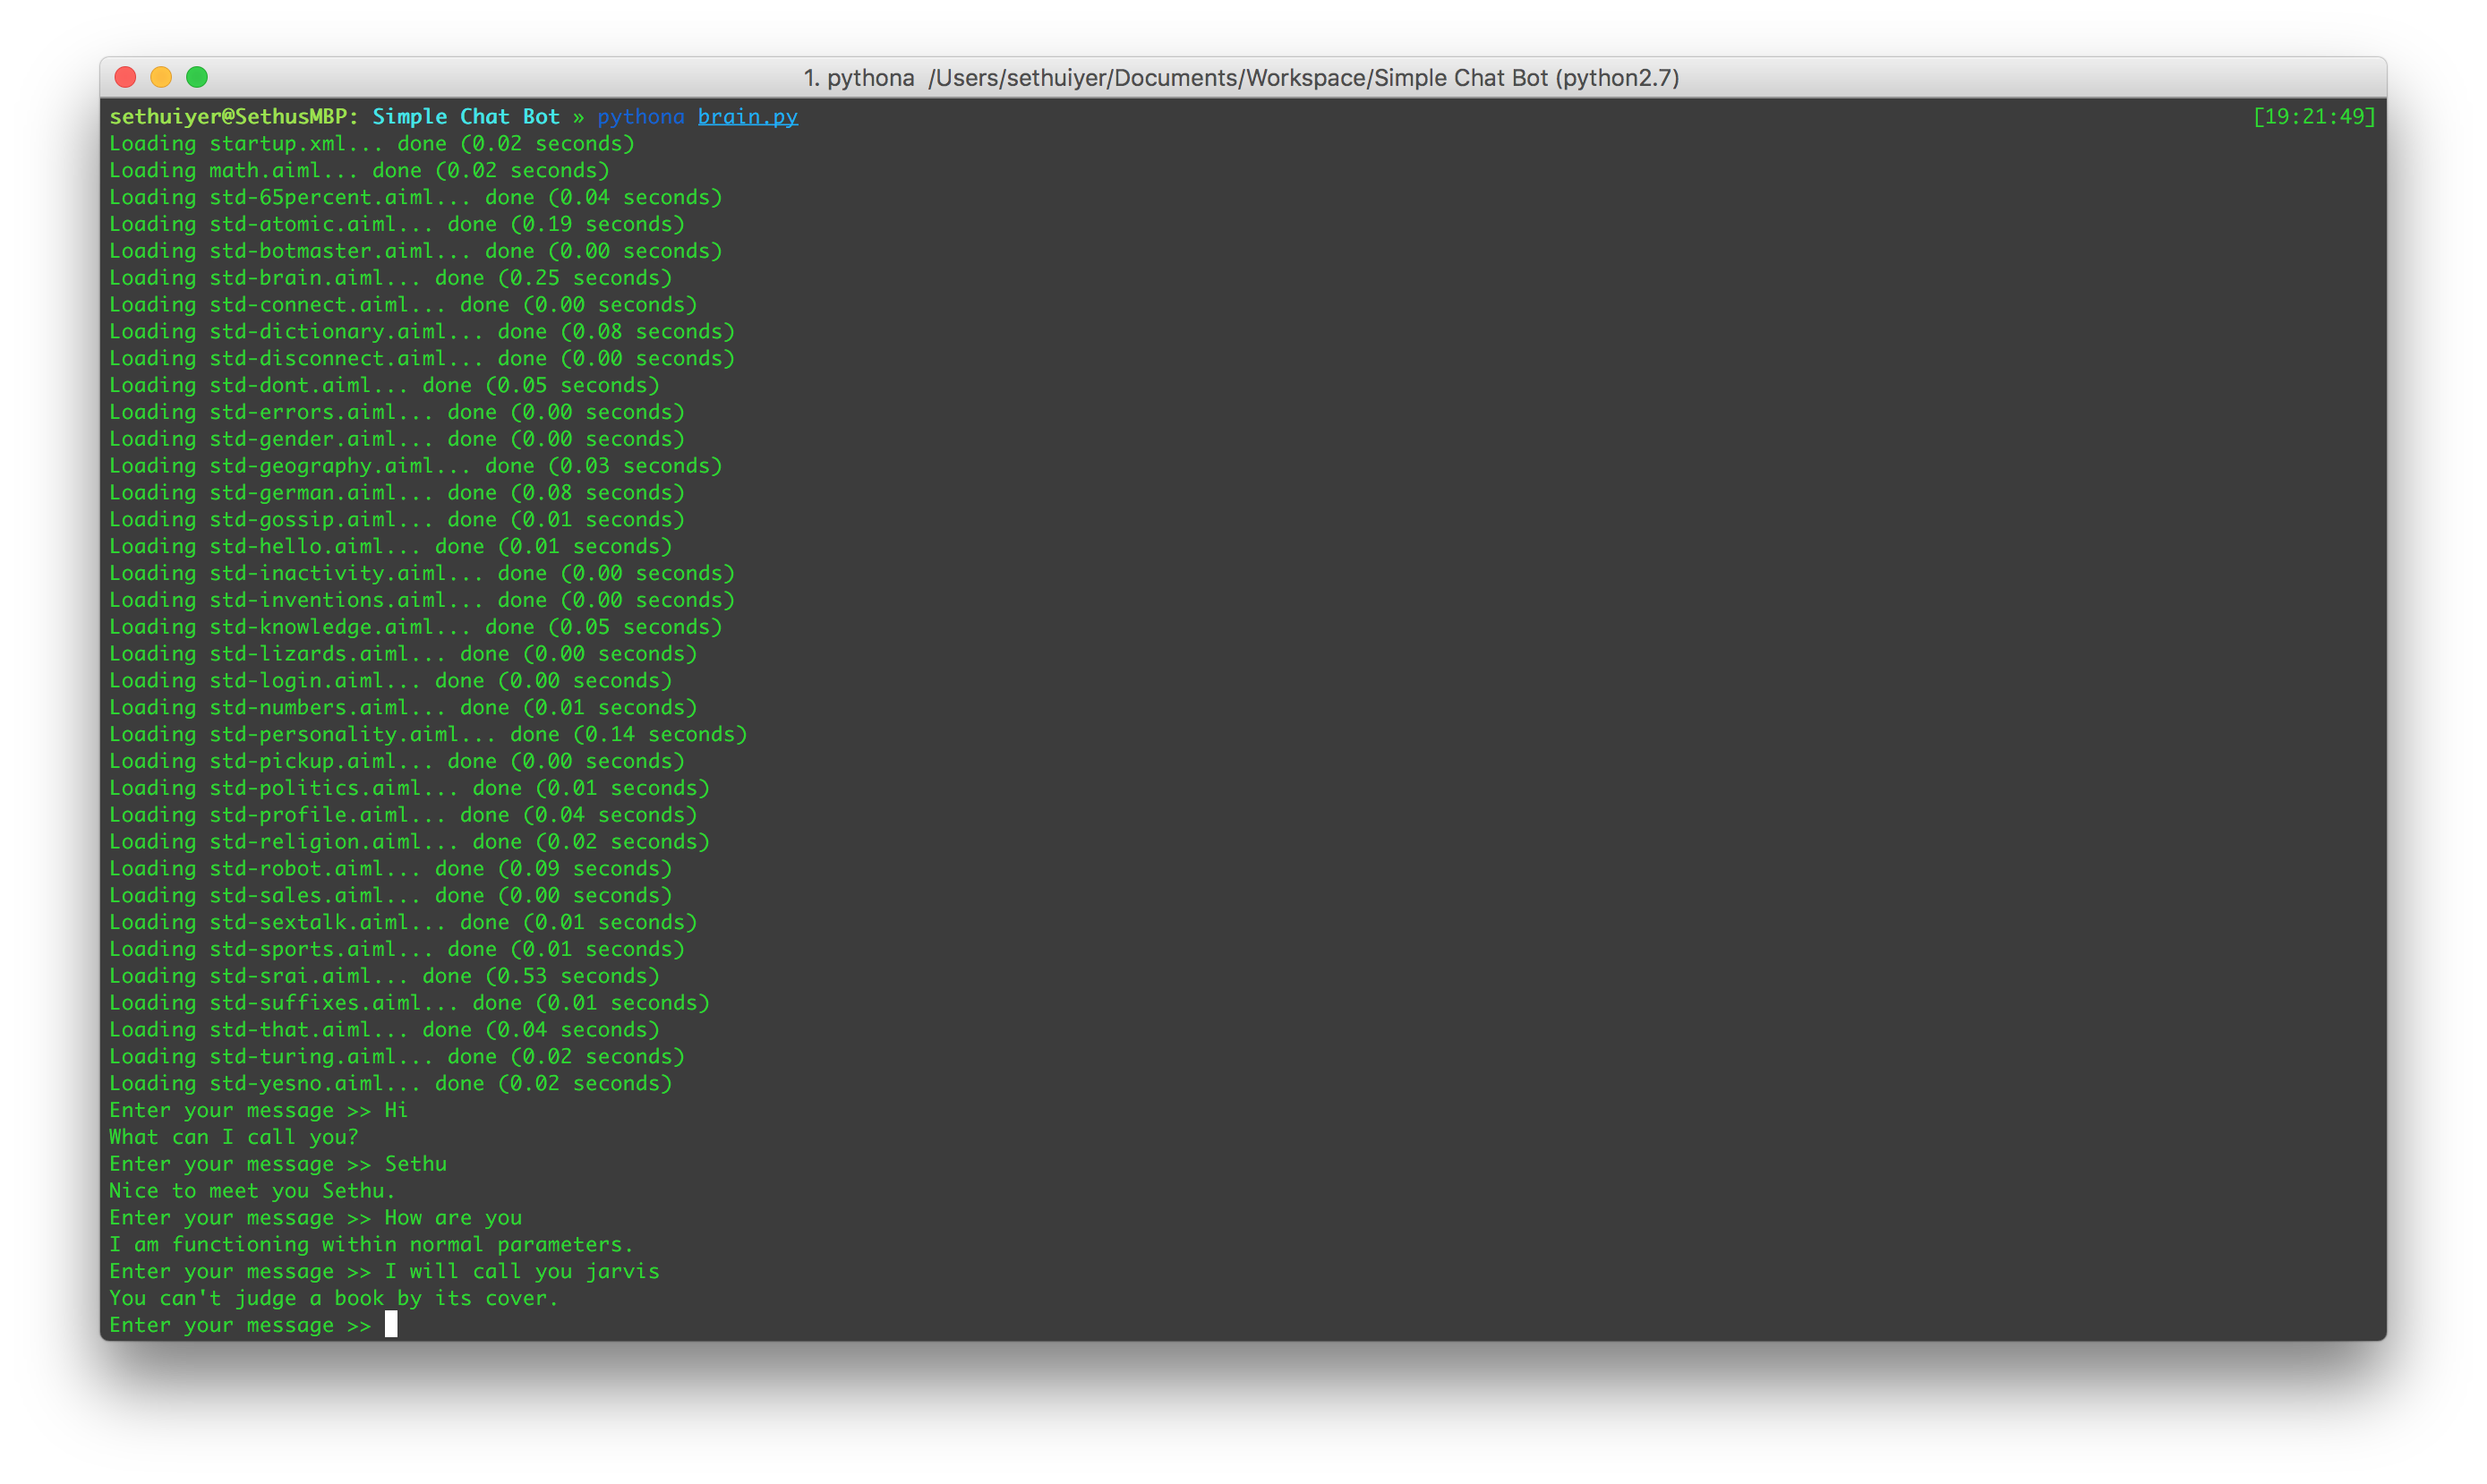 1. pythona  /Users/sethuiyer/Documents/Workspace/Simple Chat Bot (python2.7)
sethuiyer@SethusMBP: Simple Chat Bot » pythona brain.py [19:21:49]
Loading startup.xml... done (0.02 seconds)
Loading math.aiml... done (0.02 seconds)
Loading std-65percent.aiml... done (0.04 seconds)
Loading std-atomic.aiml... done (0.19 seconds)
Loading std-botmaster.aiml... done (0.00 seconds)
Loading std-brain.aiml... done (0.25 seconds)
Loading std-connect.aiml... done (0.00 seconds)
Loading std-dictionary.aiml... done (0.08 seconds)
Loading std-disconnect.aiml... done (0.00 seconds)
Loading std-dont.aiml... done (0.05 seconds)
Loading std-errors.aiml... done (0.00 seconds)
Loading std-gender.aiml... done (0.00 seconds)
Loading std-geography.aiml... done (0.03 seconds)
Loading std-german.aiml... done (0.08 seconds)
Loading std-gossip.aiml... done (0.01 seconds)
Loading std-hello.aiml... done (0.01 seconds)
Loading std-inactivity.aiml... done (0.00 seconds)
Loading std-inventions.aiml... done (0.00 seconds)
Loading std-knowledge.aiml... done (0.05 seconds)
Loading std-lizards.aiml... done (0.00 seconds)
Loading std-login.aiml... done (0.00 seconds)
Loading std-numbers.aiml... done (0.01 seconds)
Loading std-personality.aiml... done (0.14 seconds)
Loading std-pickup.aiml... done (0.00 seconds)
Loading std-politics.aiml... done (0.01 seconds)
Loading std-profile.aiml... done (0.04 seconds)
Loading std-religion.aiml... done (0.02 seconds)
Loading std-robot.aiml... done (0.09 seconds)
Loading std-sales.aiml... done (0.00 seconds)
Loading std-sextalk.aiml... done (0.01 seconds)
Loading std-sports.aiml... done (0.01 seconds)
Loading std-srai.aiml... done (0.53 seconds)
Loading std-suffixes.aiml... done (0.01 seconds)
Loading std-that.aiml... done (0.04 seconds)
Loading std-turing.aiml... done (0.02 seconds)
Loading std-yesno.aiml... done (0.02 seconds)
Enter your message >> Hi
What can I call you?
Enter your message >> Sethu
Nice to meet you Sethu.
Enter your message >> How are you
I am functioning within normal parameters.
Enter your message >> I will call you jarvis
You can't judge a book by its cover.
Enter your message >>